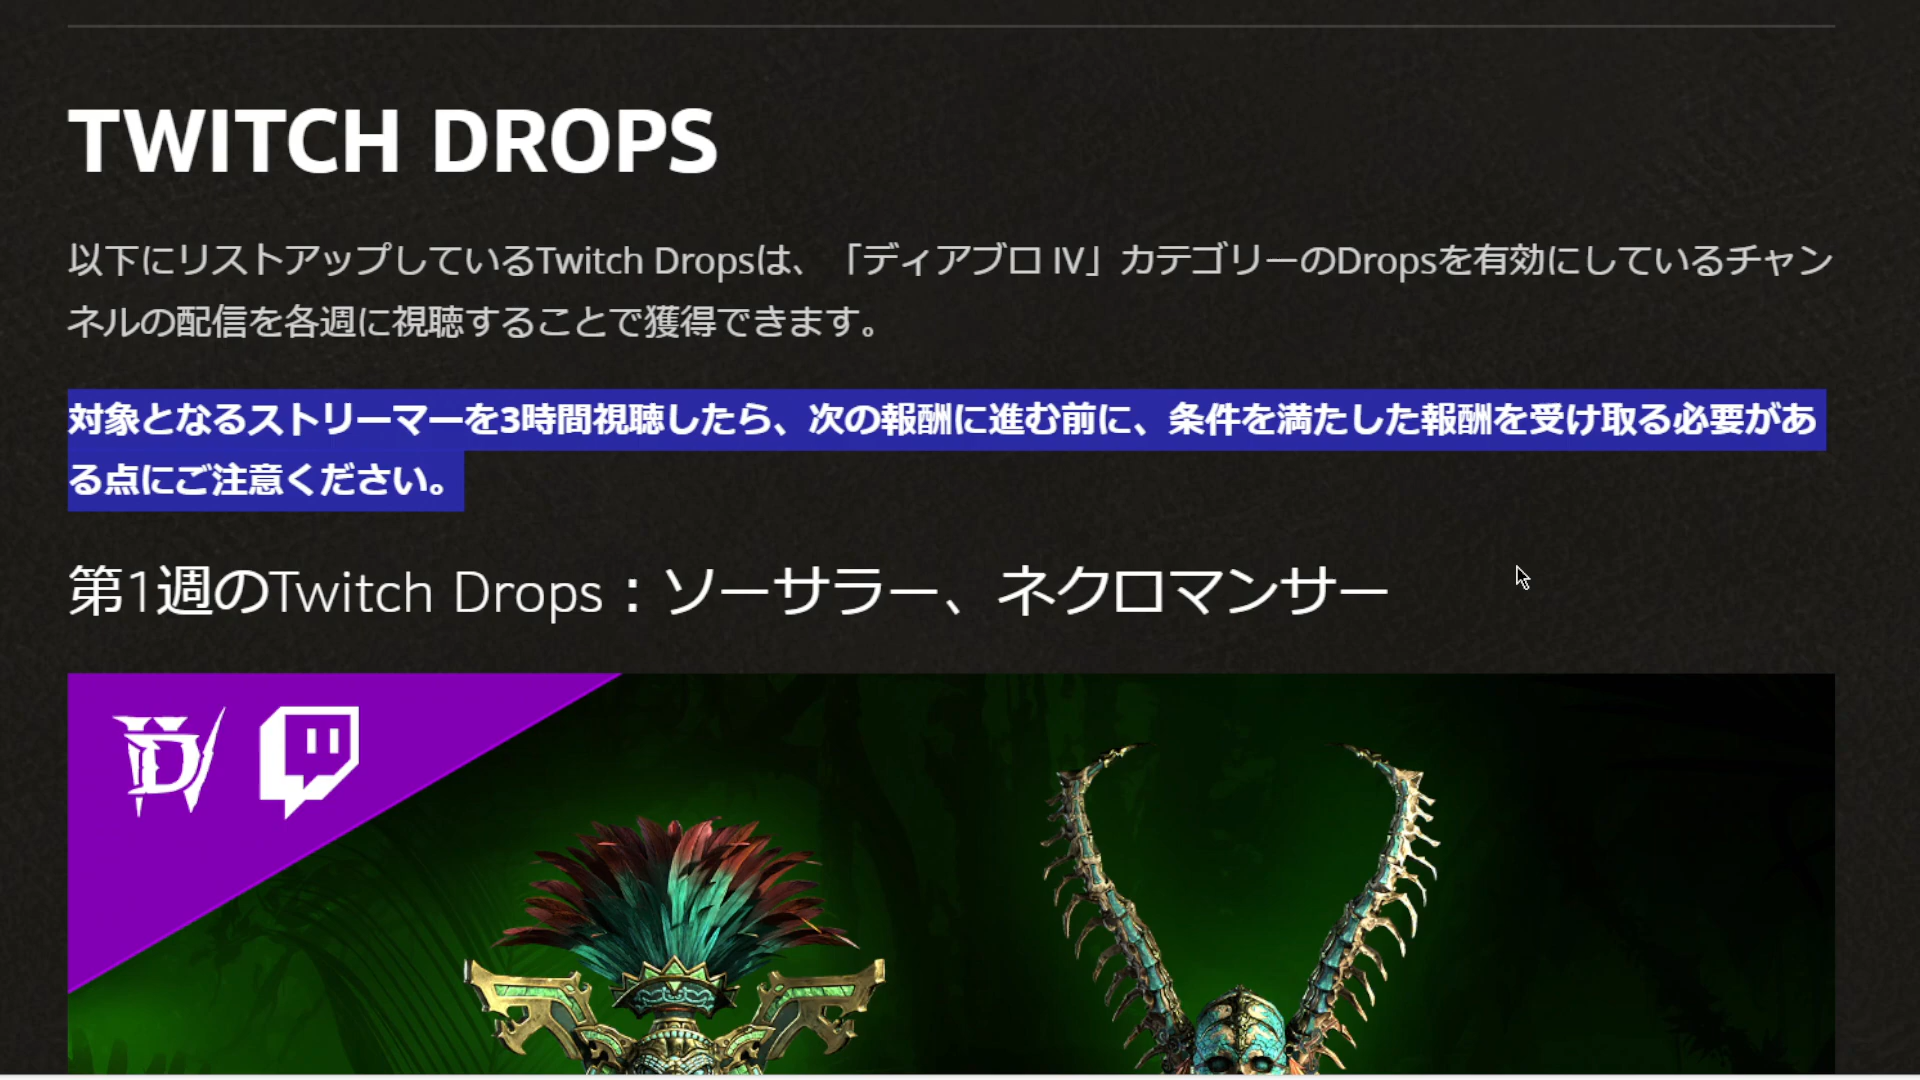 TWITCH DROPS
以下にリストアップしているTwitch Dropsは、「ディアブロ IV」カテゴリーのDropsを有効にしているチャン
ネルの配信を各週に視聴することで獲得できます。
対象となるストリーマーを3時間視聴したら、次の報酬に進む前に、条件を満たした報酬を受け取る必要があ
る点にご注意ください。
第1週のTwitch Drops：ソーサラー、ネクロマンサー